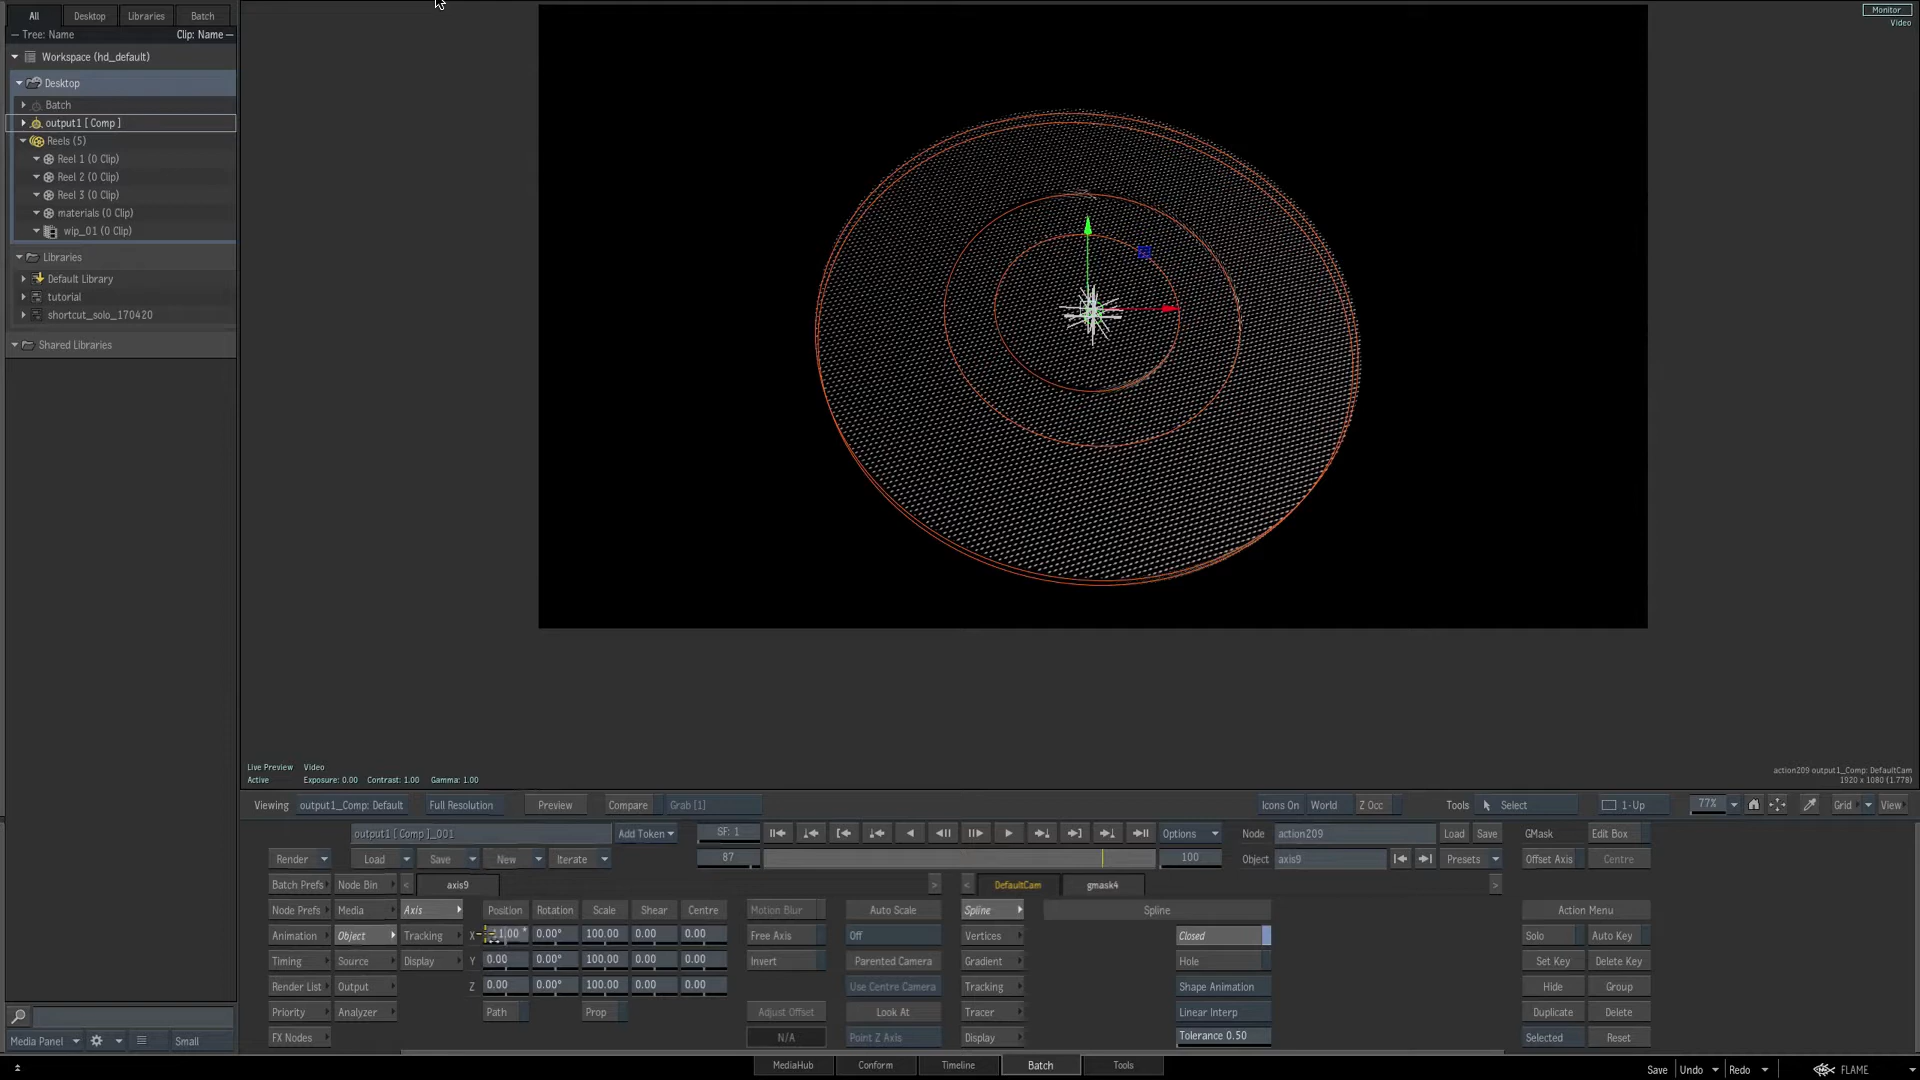 All Desktop Libraries Batch
Tree: Name Clip: Name
Workspace (hd_default)
Desktop
Batch
output1 [ Comp ]
Reels (5)
Reel 1 (0 Clip)
Reel 2 (0 Clip)
Reel 3 (0 Clip)
materials (0 Clip)
wip_01 (0 Clip)
Libraries
Default Library
tutorial
shortcut_solo_170420
Shared Libraries
Monitor
Video
Live Preview Video
Active Exposure: 0.00 Contrast: 1.00 Gamma: 1.00
action209 output1_Comp: DefaultCam
1920 x 1080 (1.778)
Viewing output1_Comp: Default Full Resolution Preview Compare Grab [1] Icons On World Z Occ Tools Select 1-Up 77% Grid View
output1 [ Comp ]_001 Add Token SF: 1 Options Node action209 Load Save GMask Edit Box
Render Load Save New Iterate 87 100 Object axis9 Presets Offset Axis Centre
Batch Prefs Node Bin < axis9 > < DefaultCam gmask4 >
Node Prefs Media Axis Position Rotation Scale Shear Centre Motion Blur Auto Scale Spline Spline Action Menu
Animation Object Tracking X 0.00° 100.00 0.00 0.00 Free Axis Off Vertices Closed Solo Auto Key
Timing Source Display Y 0.00 0.00° 100.00 0.00 0.00 Invert Parented Camera Gradient Hole Set Key Delete Key
Render List Output Z 0.00 0.00° 100.00 0.00 0.00 Use Centre Camera Tracking Shape Animation Hide Group
Priority Analyzer Path Prop Adjust Offset Look At Tracer Linear Interp Duplicate Delete
FX Nodes N/A Point Z Axis Display Tolerance 0.50 Selected Reset
Media Panel Small
MediaHub Conform Timeline Batch Tools Save Undo Redo FLAME